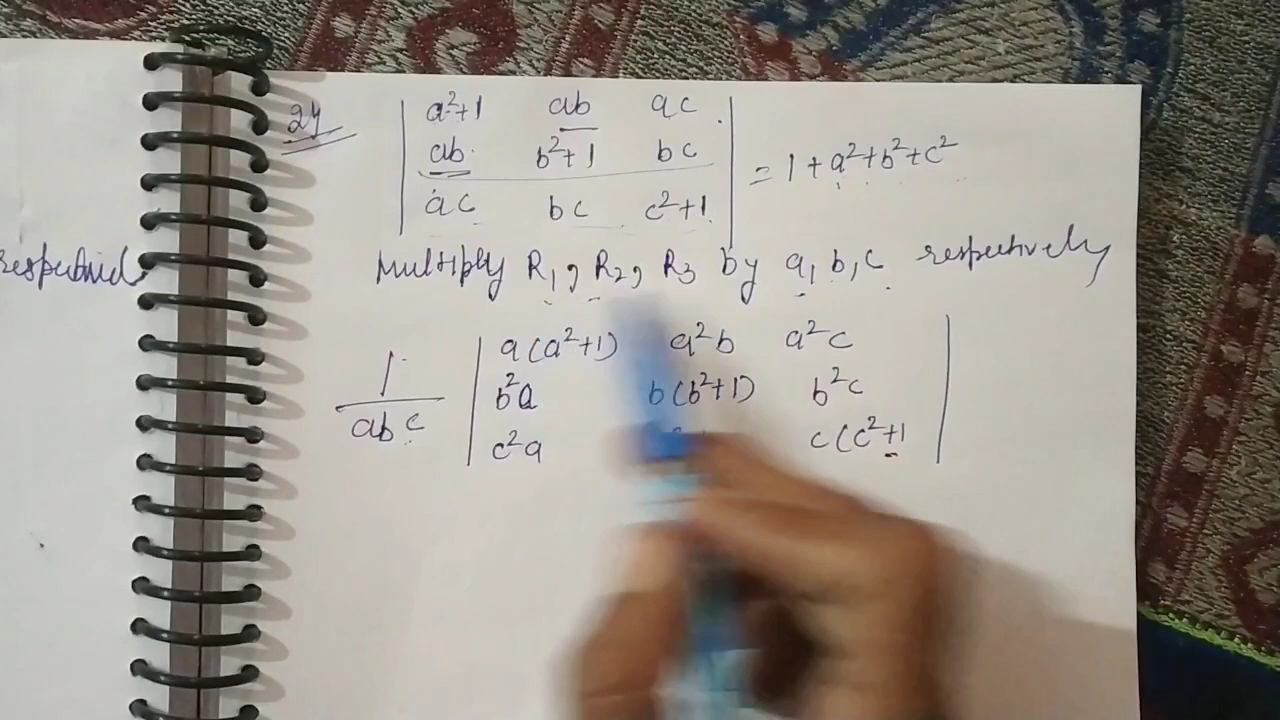 24
a²+1 ab ac
ab b²+1 bc = 1+a²+b²+c²
ac bc c²+1
Multiply R₁, R₂, R₃ by a, b, c respectively
a(a²+1) a²b a²c
1/abc b²a b(b²+1) b²c
c²a c(c²+1